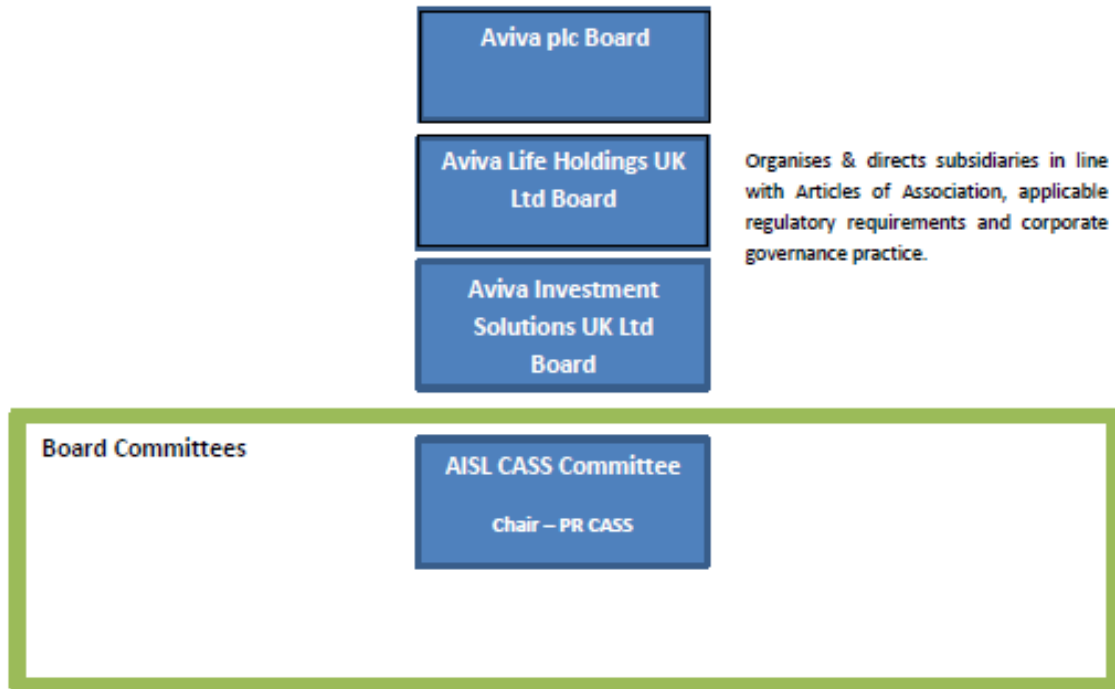 Aviva plc Board
Aviva Life Holdings UK
Ltd Board
Organises & directs subsidiaries in line
with Articles of Association, applicable
regulatory requirements and corporate
governance practice.
Aviva Investment
Solutions UK Ltd
Board
Board Committees
AISL CASS Committee
Chair – PR CASS